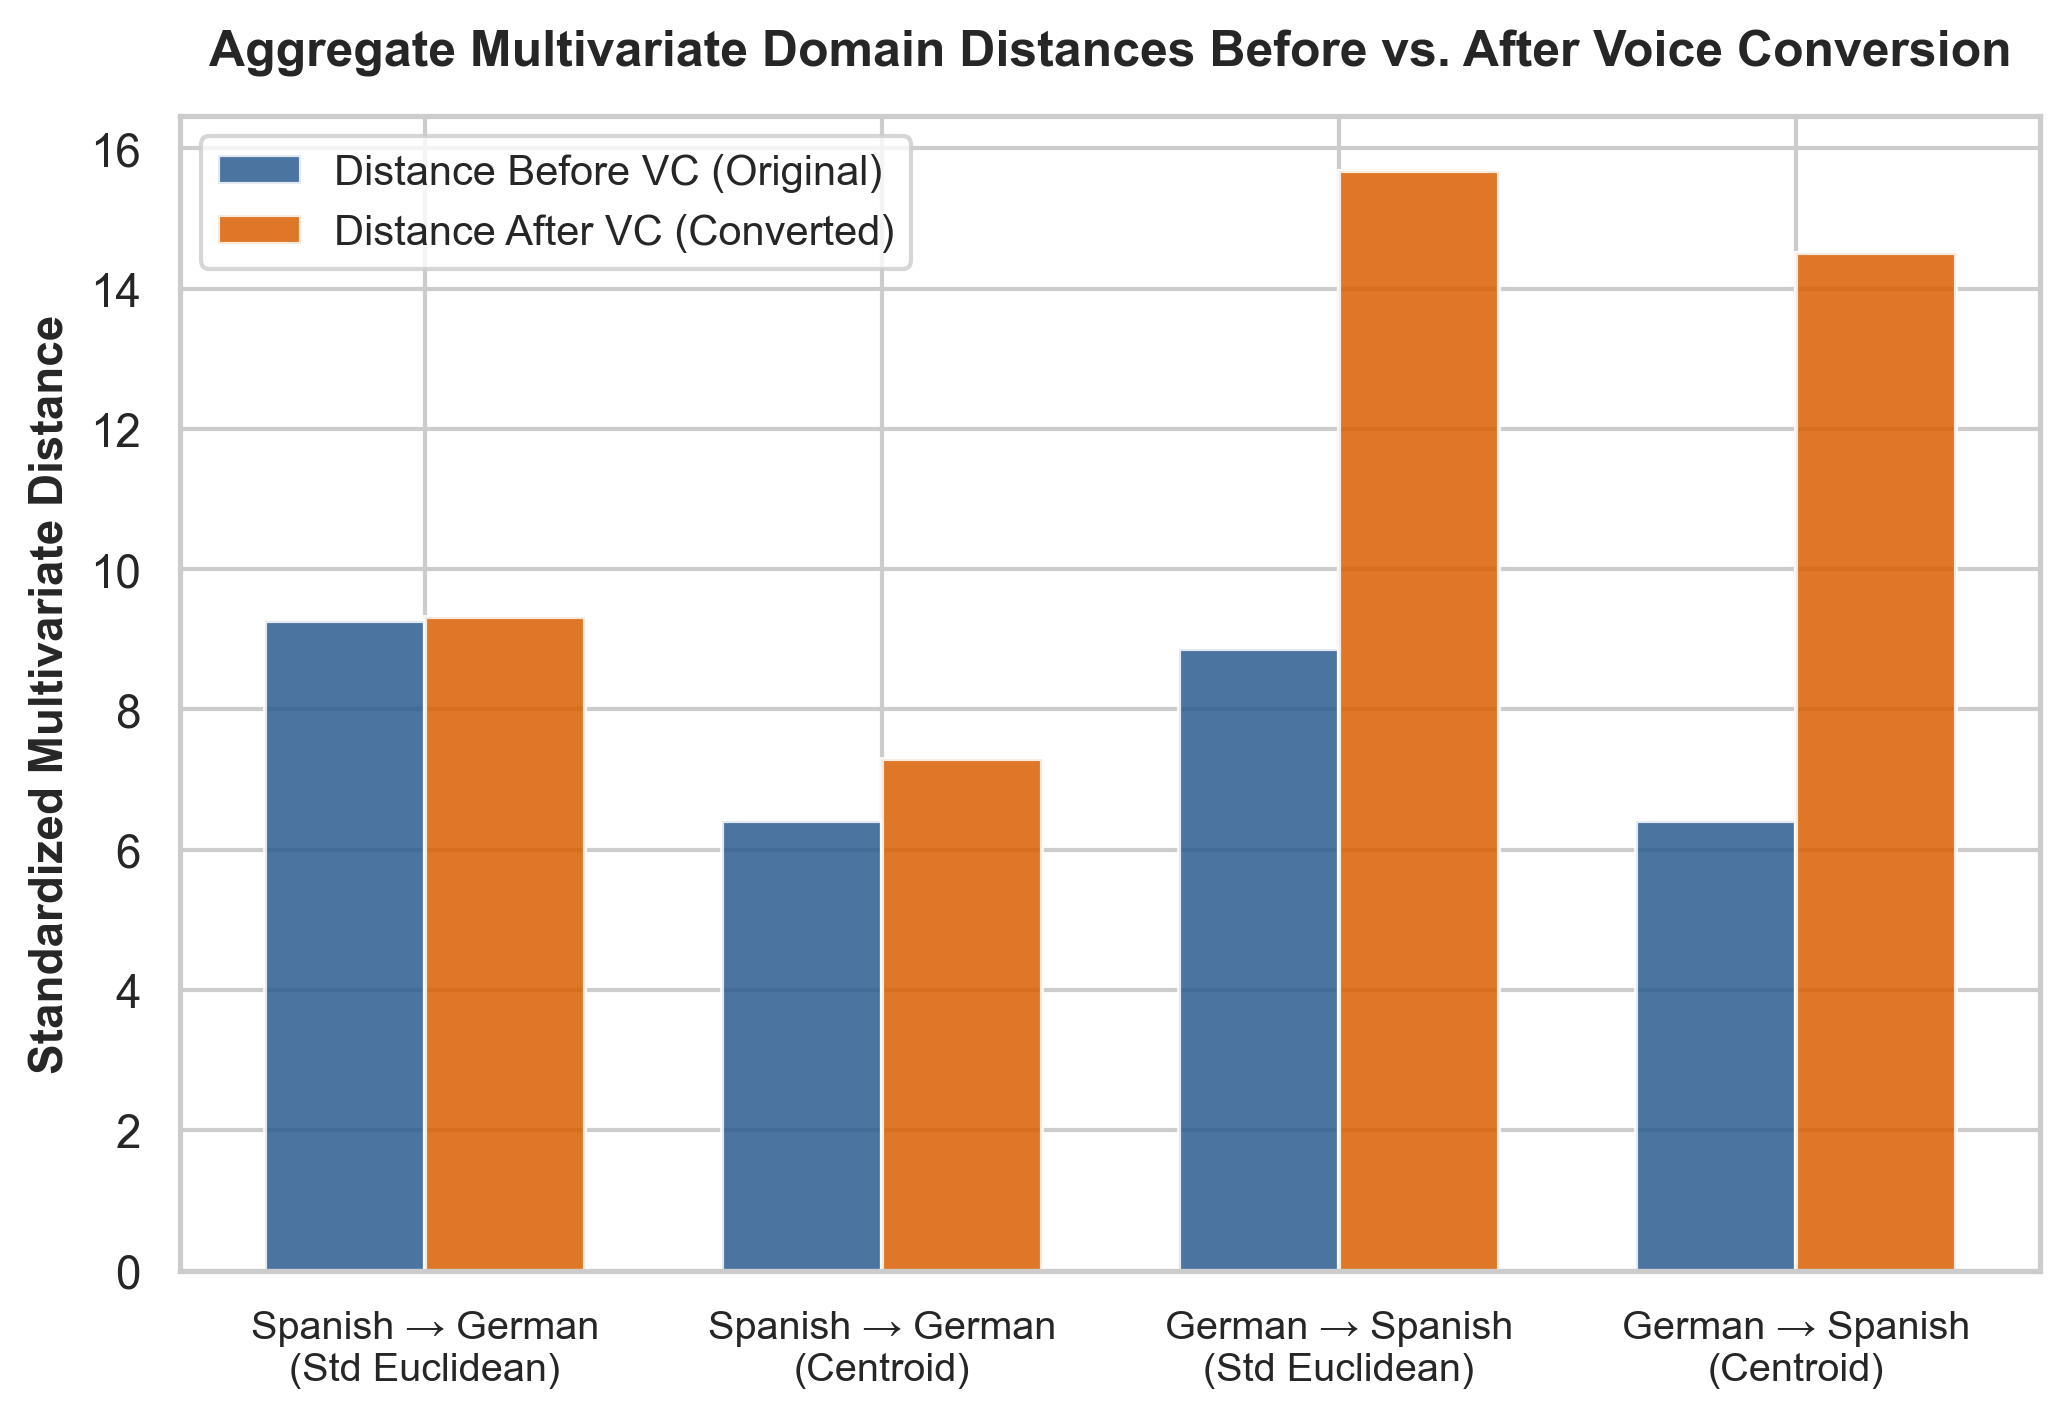 Aggregate Multivariate Domain Distances Before vs. After Voice Conversion
Distance Before VC (Original)
Distance After VC (Converted)
Standardized Multivariate Distance
16
14
12
10
8
6
4
2
0
Spanish → German
(Std Euclidean)
Spanish → German
(Centroid)
German → Spanish
(Std Euclidean)
German → Spanish
(Centroid)